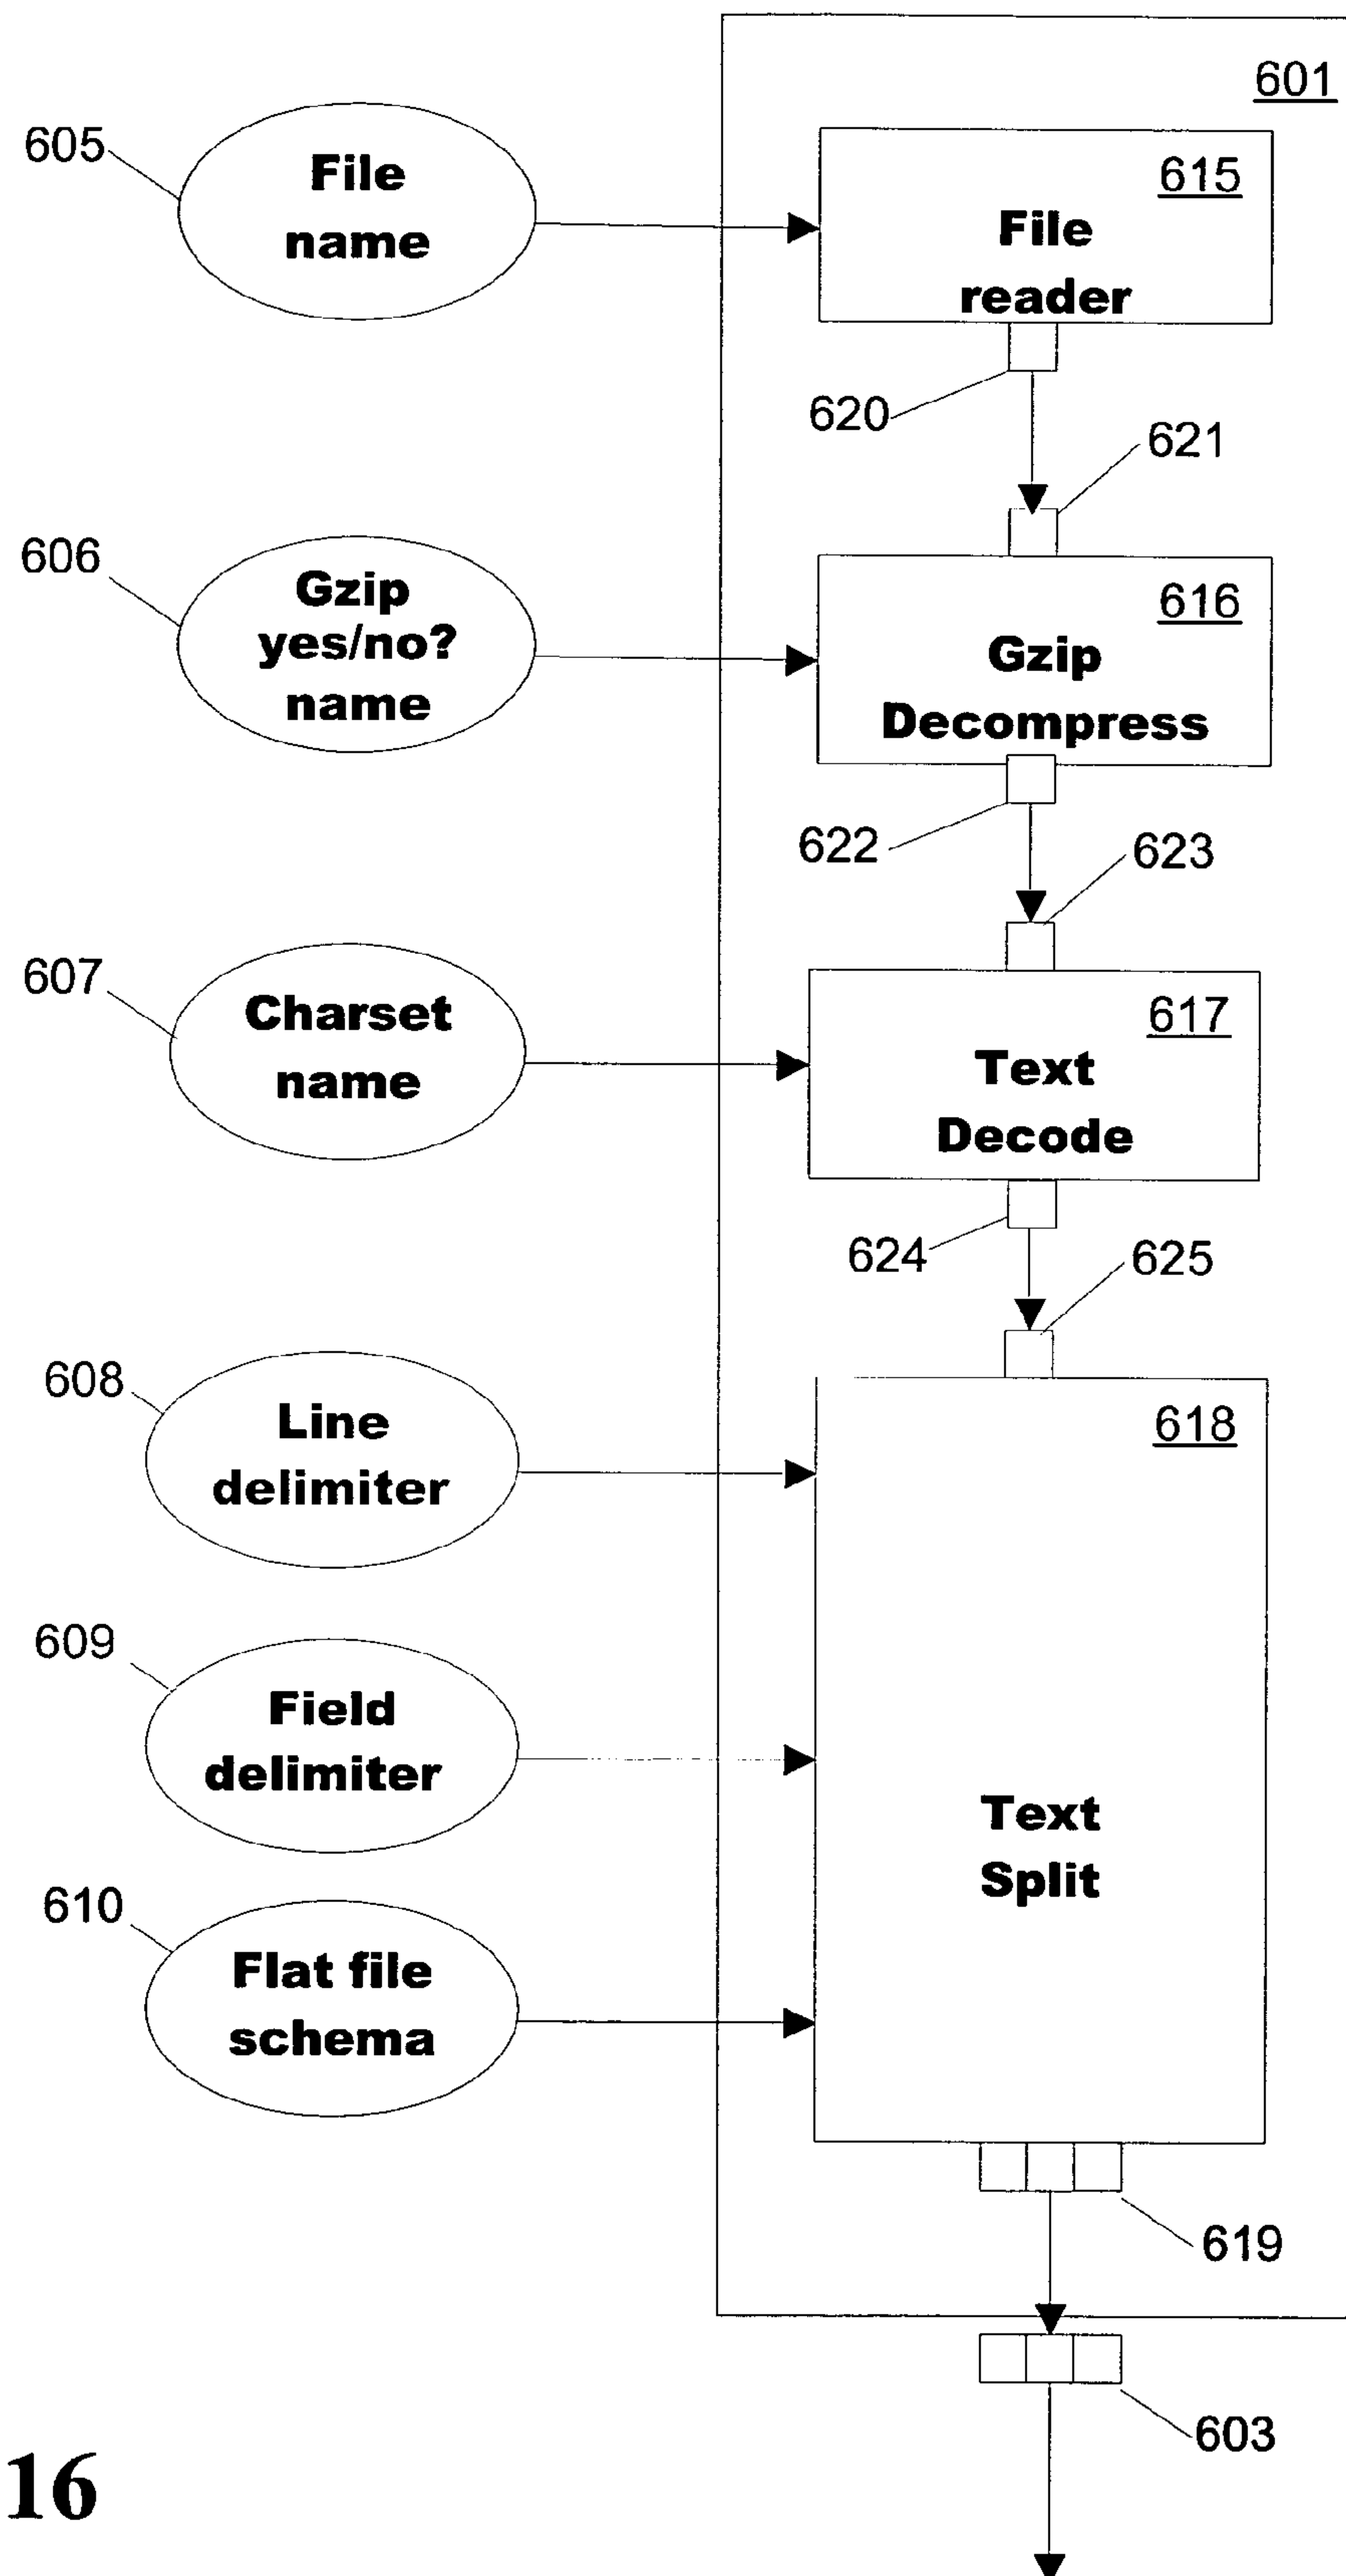 601
605
File
name
615
File
reader
620
621
606
Gzip
yes/no?
name
616
Gzip
Decompress
622
623
607
Charset
name
617
Text
Decode
624
625
608
Line
delimiter
618
609
Field
delimiter
Text
Split
610
Flat file
schema
619
603
16